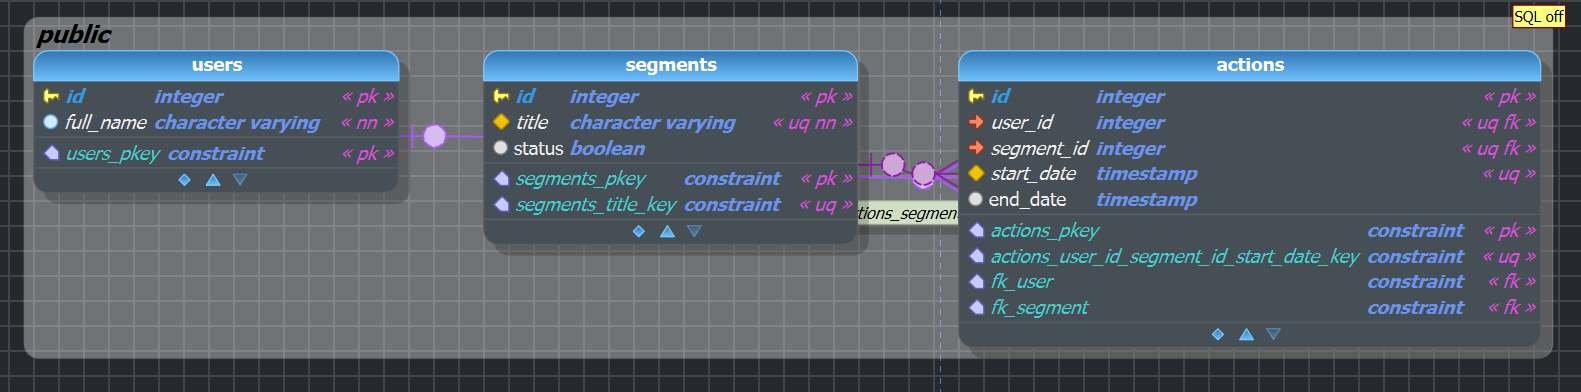 SQL off
public
users
id integer « pk »
full_name character varying « nn »
users_pkey constraint « pk »
segments
id integer « pk »
title character varying « uq nn »
status boolean
segments_pkey constraint « pk »
segments_title_key constraint « uq »
actions
id integer « pk »
user_id integer « uq fk »
segment_id integer « uq fk »
start_date timestamp « uq »
end_date timestamp
actions_pkey constraint « pk »
actions_user_id_segment_id_start_date_key constraint « uq »
fk_user constraint « fk »
fk_segment constraint « fk »